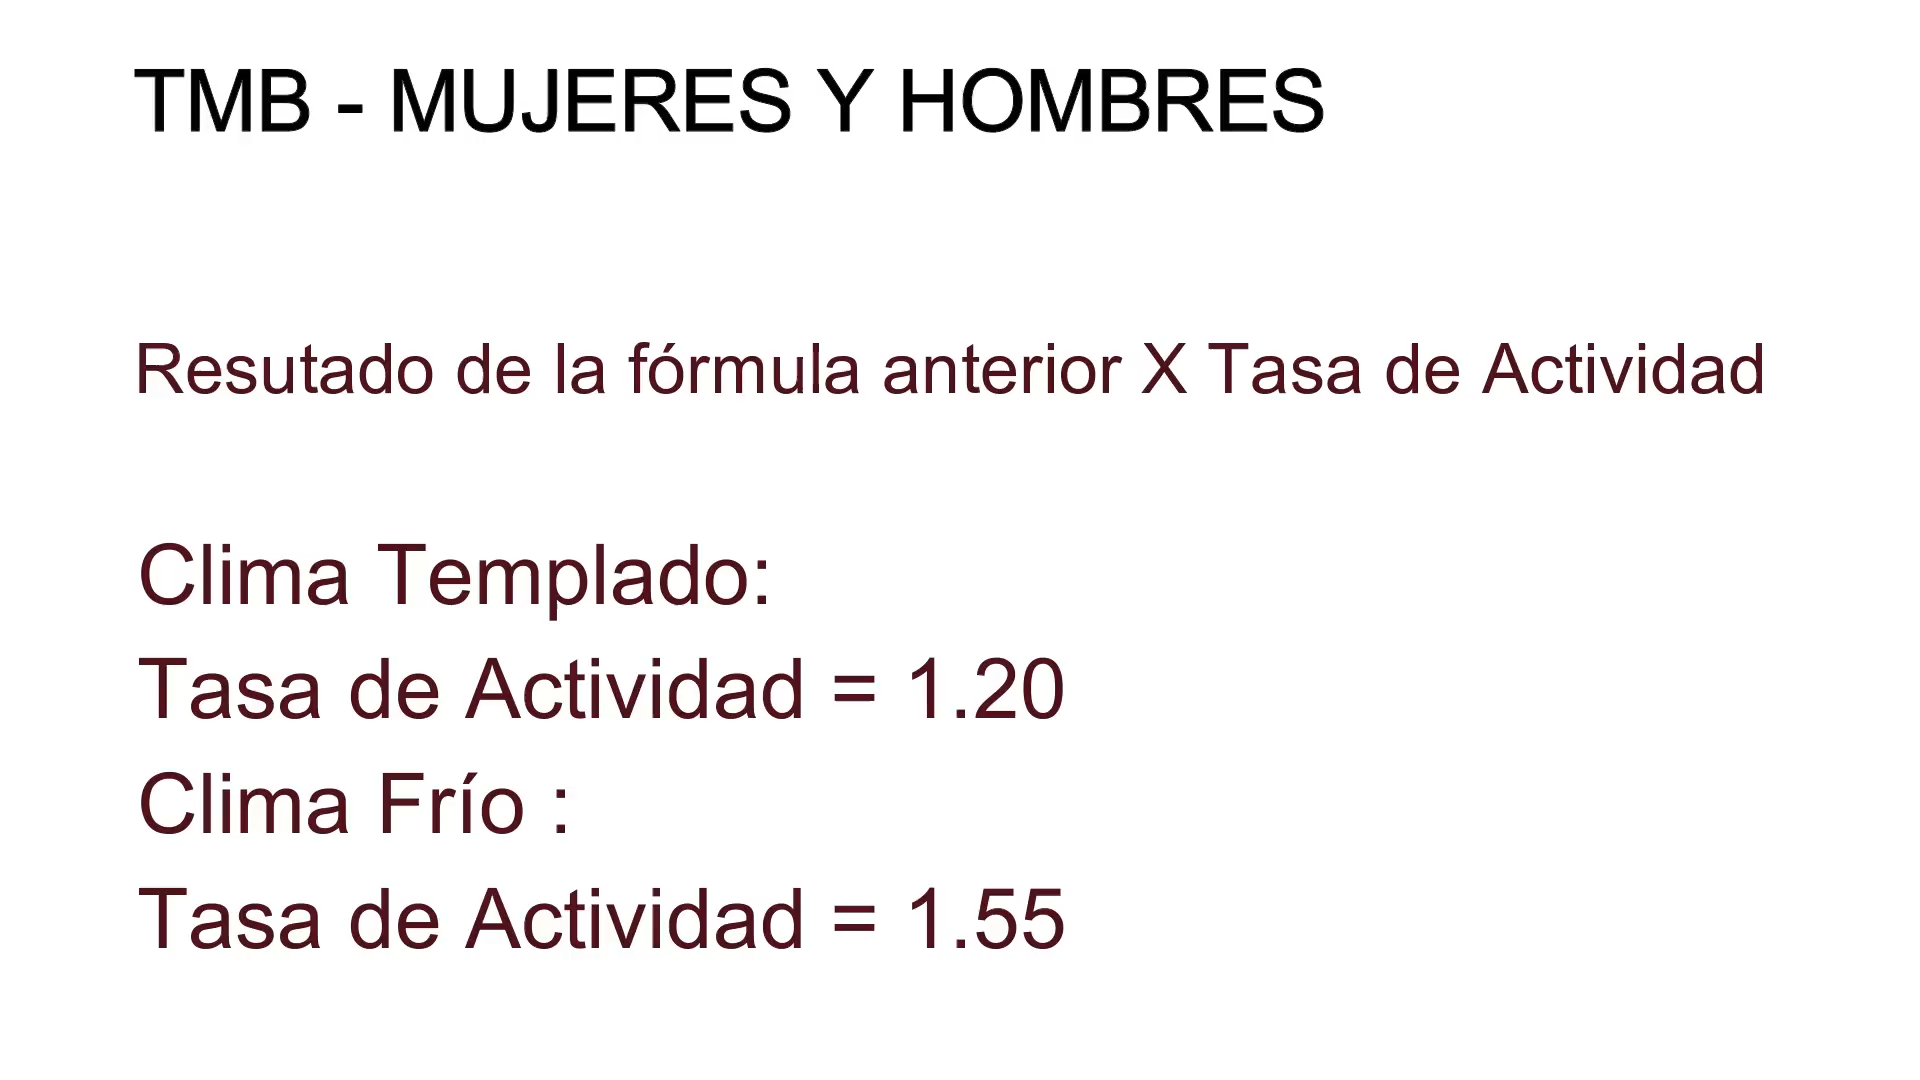 TMB - MUJERES Y HOMBRES
Resutado de la fórmula anterior X Tasa de Actividad
Clima Templado:
Tasa de Actividad = 1.20
Clima Frío :
Tasa de Actividad = 1.55